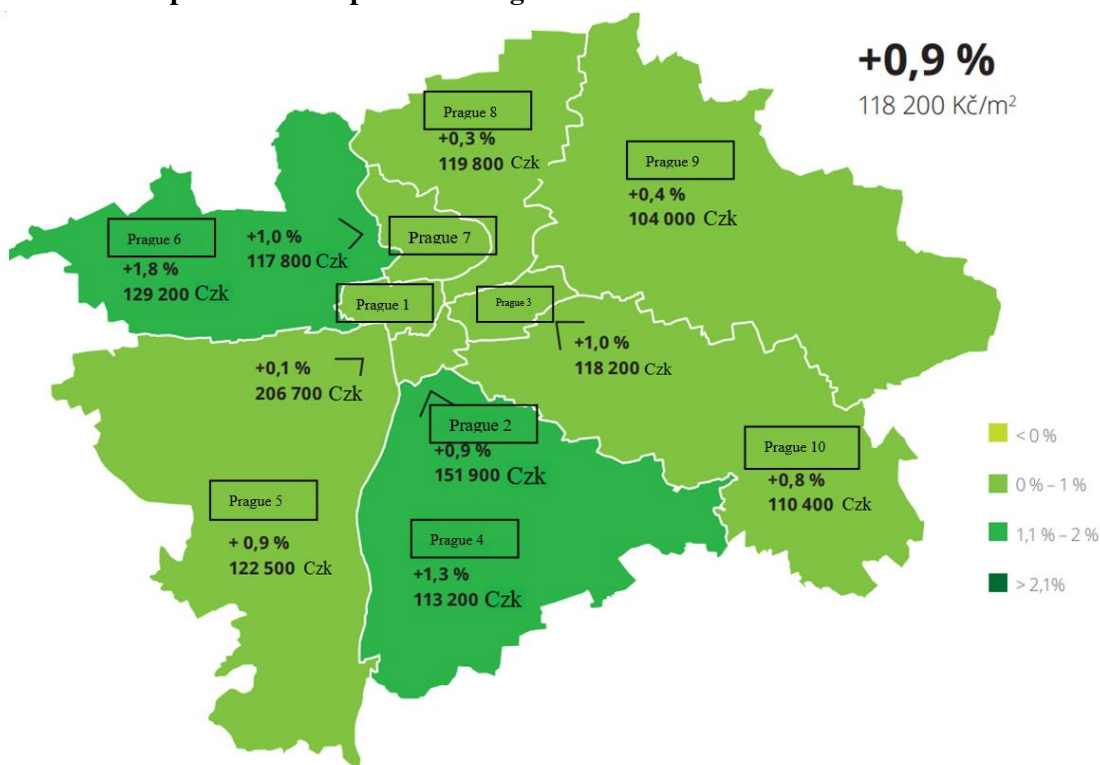 +0,9 %
118 200 Kč/m²
Prague 8
+0,3 %
119 800 Czk
Prague 9
+0,4 %
104 000 Czk
Prague 6
+1,8 %
129 200 Czk
+1,0 %
117 800 Czk
Prague 7
Prague 1
Prague 3
+1,0 %
118 200 Czk
+0,1 %
206 700 Czk
Prague 2
+0,9 %
151 900 Czk
Prague 10
+0,8 %
110 400 Czk
Prague 5
+ 0,9 %
122 500 Czk
Prague 4
+1,3 %
113 200 Czk
< 0 %
0 % – 1 %
1,1 % – 2 %
> 2,1%